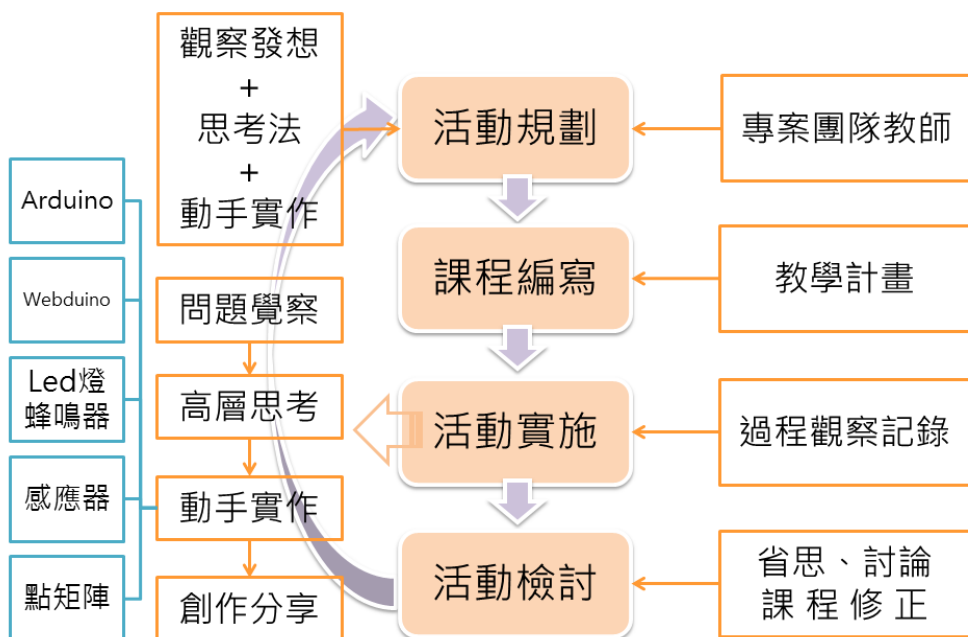 觀察發想
+
思考法
+
動手實作
活動規劃
專案團隊教師
Arduino
Webduino
Led燈
蜂鳴器
感應器
點矩陣
問題覺察
高層思考
動手實作
創作分享
課程編寫
教學計畫
活動實施
過程觀察記錄
活動檢討
省思、討論
課程修正